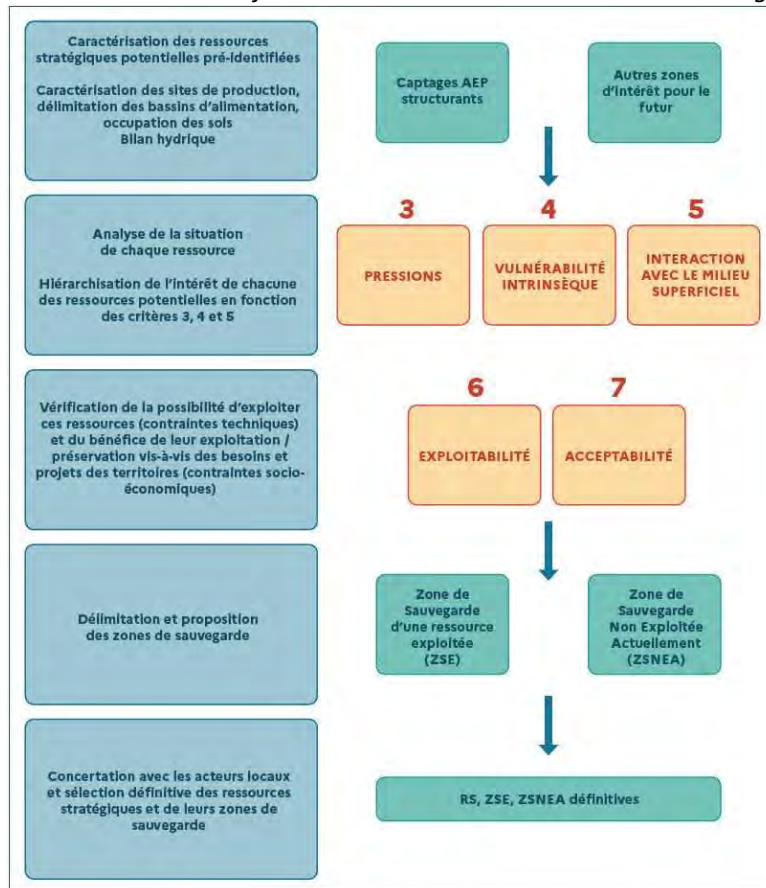 Caractérisation des ressources
stratégiques potentielles pré-identifiées
Caractérisation des sites de production,
délimitation des bassins d'alimentation,
occupation des sols
Bilan hydrique
Captages AEP
structurants
Autres zones
d'intérêt pour le
futur
Analyse de la situation
de chaque ressource
Hiérarchisation de l'intérêt de chacune
des ressources potentielles en fonction
des critères 3, 4 et 5
3
PRESSIONS
4
VULNÉRABILITÉ
INTRINSÈQUE
5
INTERACTION
AVEC LE MILIEU
SUPERFICIEL
Vérification de la possibilité d'exploiter
ces ressources (contraintes techniques)
et du bénéfice de leur exploitation /
préservation vis-à-vis des besoins et
projets des territoires (contraintes socio-
économiques)
6
EXPLOITABILITÉ
7
ACCEPTABILITÉ
Délimitation et proposition
des zones de sauvegarde
Zone de
Sauvegarde
d'une ressource
exploitée
(ZSE)
Zone de
Sauvegarde
Non Exploitée
Actuellement
(ZSNEA)
Concertation avec les acteurs locaux
et sélection définitive des ressources
stratégiques et de leurs zones de
sauvegarde
RS, ZSE, ZSNEA définitives